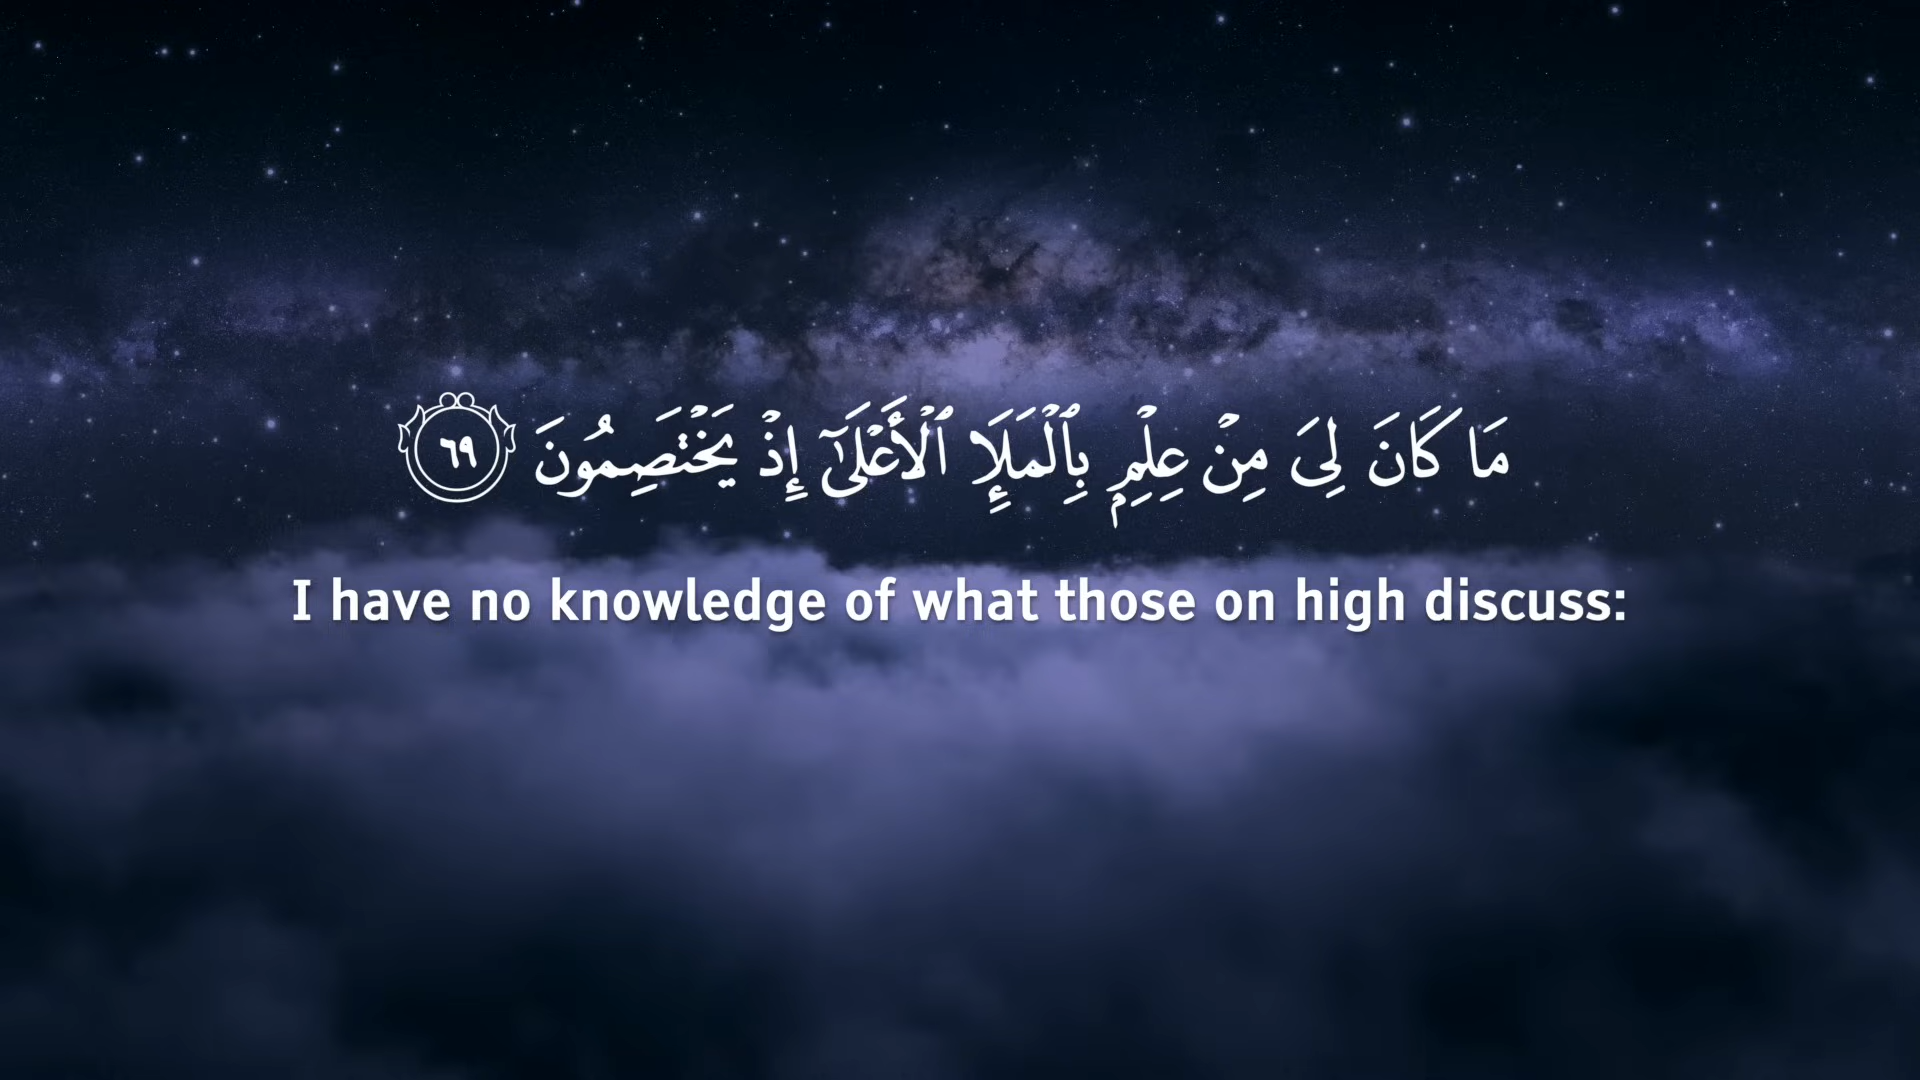 مَا كَانَ لِىَ مِنْ عِلْمٍۭ بِٱلْمَلَإِ ٱلْأَعْلَىٰٓ إِذْ يَخْتَصِمُونَ ٦٩
I have no knowledge of what those on high discuss: